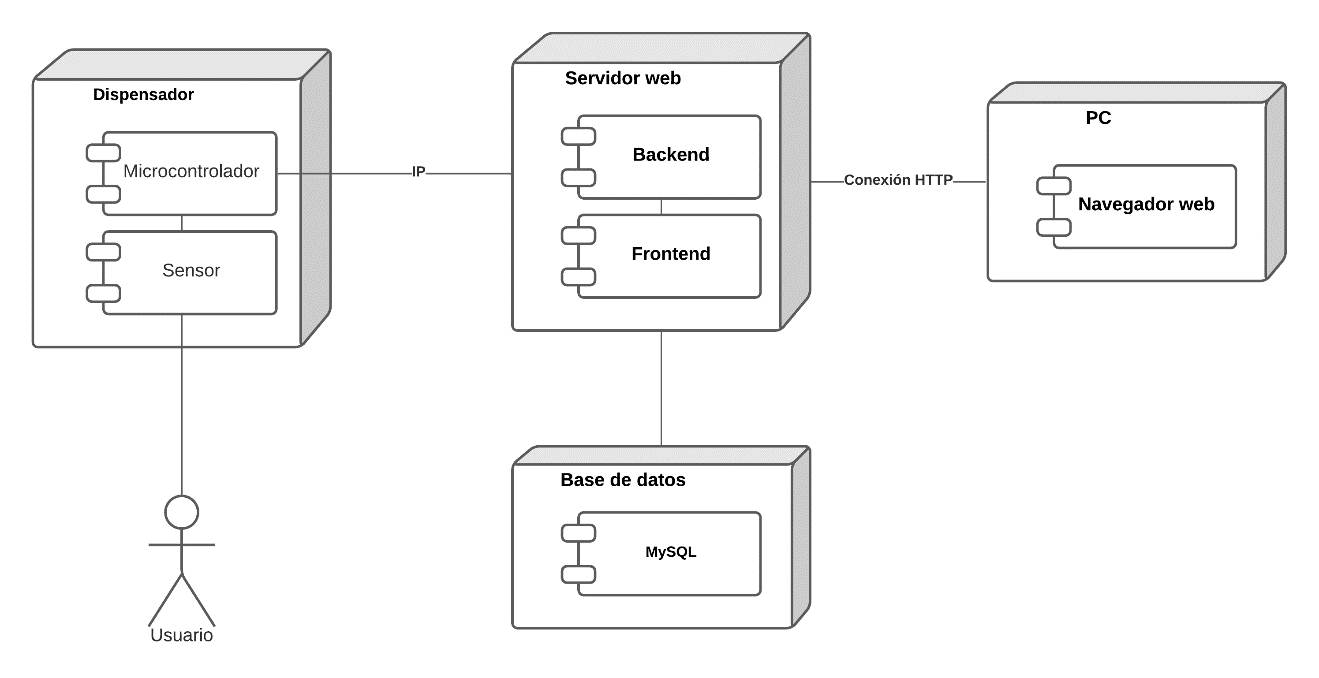 Dispensador
Microcontrolador
Sensor
Usuario
IP
Servidor web
Backend
Frontend
Base de datos
MySQL
Conexión HTTP
PC
Navegador web